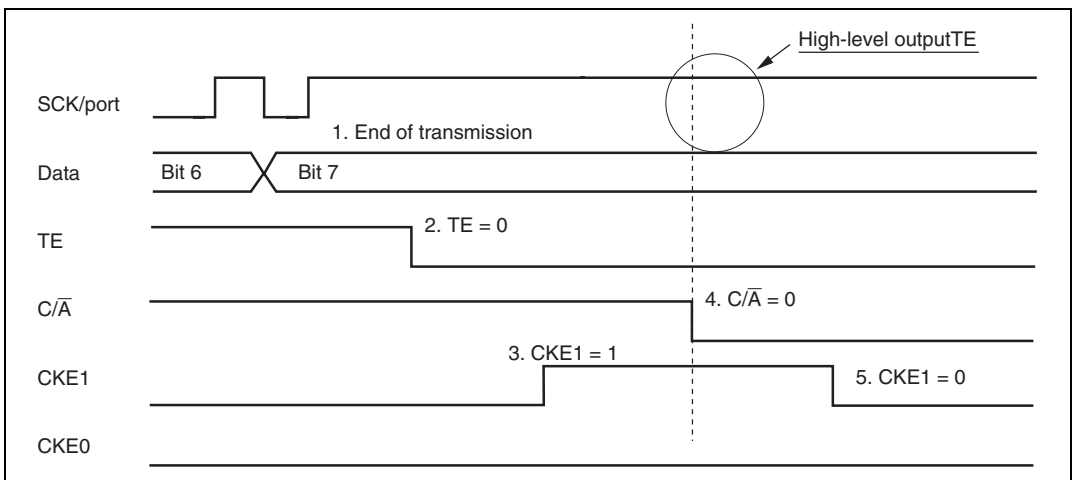 High-level outputTE
SCK/port
1. End of transmission
Data
Bit 6
Bit 7
TE
2. TE = 0
C/A̅
4. C/A̅ = 0
3. CKE1 = 1
CKE1
5. CKE1 = 0
CKE0